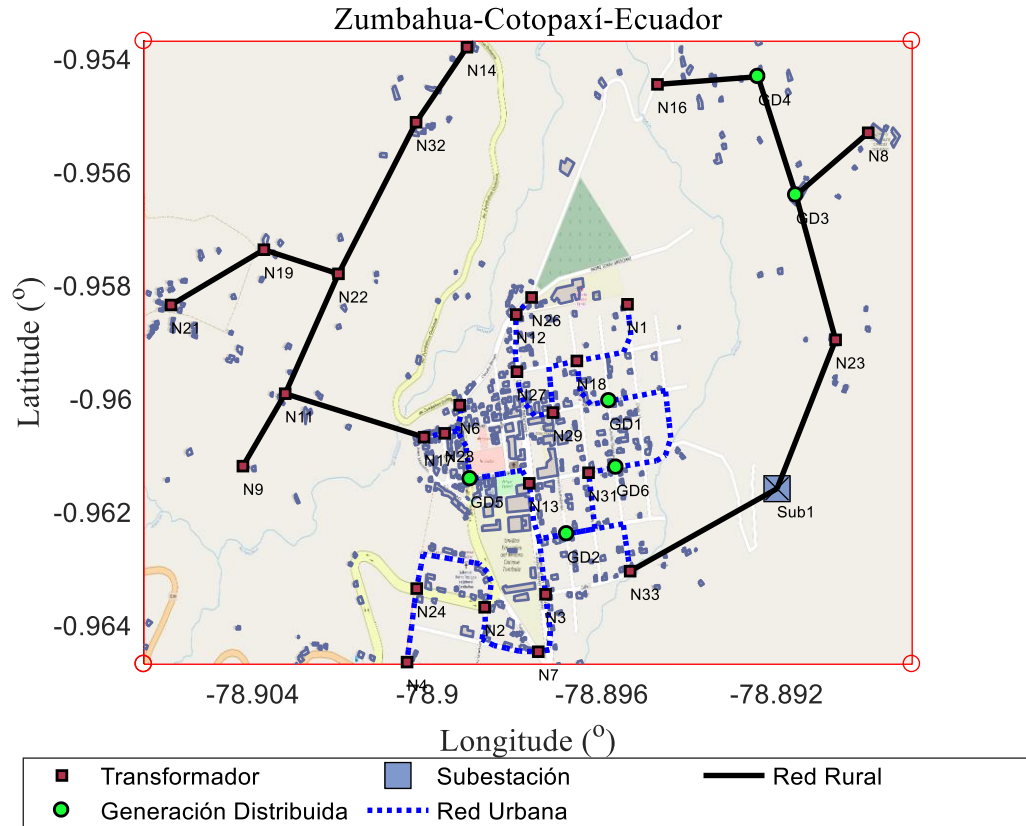 Zumbahua-Cotopaxí-Ecuador
-0.954
-0.956
-0.958
-0.96
-0.962
-0.964
Latitude (°)
N14
N16
GD4
N32
N8
GD3
N19
N22
N21
N26
N1
N12
N23
N18
N27
N11
N6
N29
GD1
N28
N9
GD5
N13
N31
GD6
Sub1
GD2
N33
N24
N2
N3
N7
N4
-78.904
-78.9
-78.896
-78.892
Longitude (°)
Transformador
Subestación
Red Rural
Generación Distribuida
Red Urbana